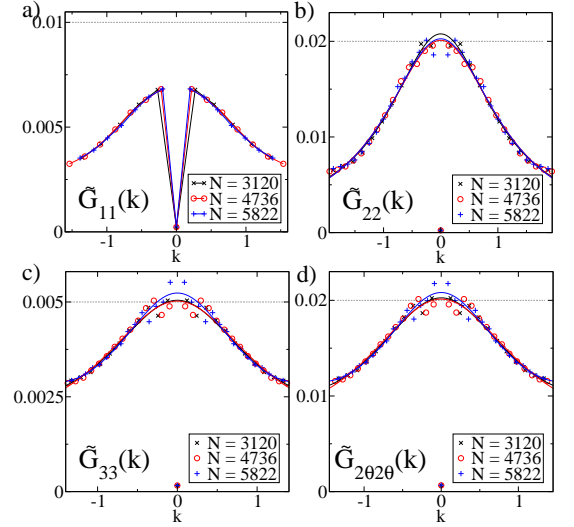 a)
0.01
0.005
0
-1
0
1
k
G̃11(k)
N = 3120
N = 4736
N = 5822
b)
0.02
0.01
0
-1
0
1
k
G̃22(k)
N = 3120
N = 4736
N = 5822
c)
0.005
0.0025
0
-1
0
1
k
G̃33(k)
N = 3120
N = 4736
N = 5822
d)
0.02
0.01
0
-1
0
1
k
G̃2θ2θ(k)
N = 3120
N = 4736
N = 5822